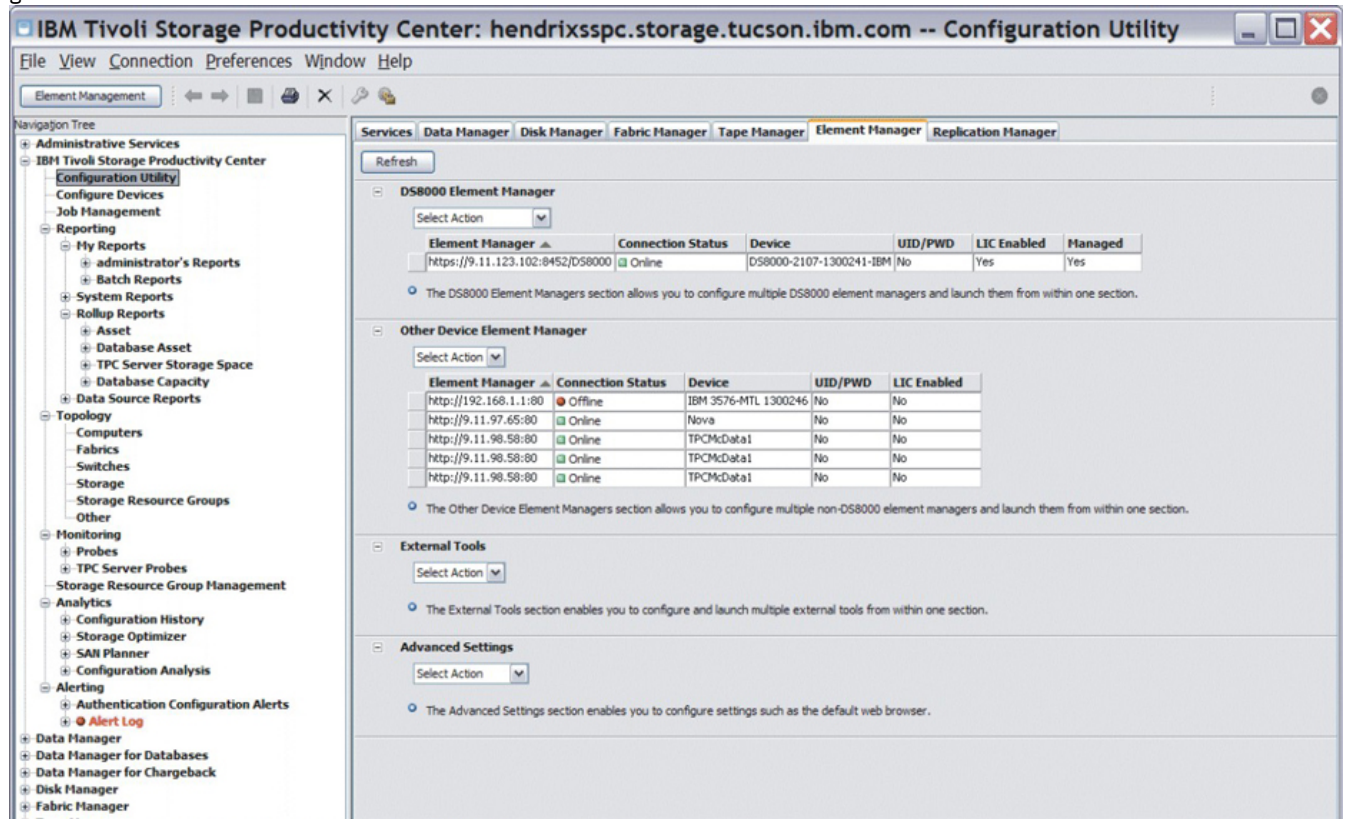 IBM Tivoli Storage Productivity Center: hendrixsspc.storage.tucson.ibm.com -- Configuration Utility
File View Connection Preferences Window Help
Element Management
Navigation Tree
Administrative Services
IBM Tivoli Storage Productivity Center
Configuration Utility
Configure Devices
Job Management
Reporting
My Reports
administrator's Reports
Batch Reports
System Reports
Rollup Reports
Asset
Database Asset
TPC Server Storage Space
Database Capacity
Data Source Reports
Topology
Computers
Fabrics
Switches
Storage
Storage Resource Groups
Other
Monitoring
Probes
TPC Server Probes
Storage Resource Group Management
Analytics
Configuration History
Storage Optimizer
SAN Planner
Configuration Analysis
Alerting
Authentication Configuration Alerts
Alert Log
Data Manager
Data Manager for Databases
Data Manager for Chargeback
Disk Manager
Fabric Manager
Services Data Manager Disk Manager Fabric Manager Tape Manager Element Manager Replication Manager
Refresh
DS8000 Element Manager
Select Action
Element Manager Connection Status Device UID/PWD LIC Enabled Managed
https://9.11.123.102:8452/DS8000 Online DS8000-2107-1300241-IBM No Yes Yes
The DS8000 Element Managers section allows you to configure multiple DS8000 element managers and launch them from within one section.
Other Device Element Manager
Select Action
Element Manager Connection Status Device UID/PWD LIC Enabled
http://192.168.1.1:80 Offline IBM 3576-MTL 1300246 No No
http://9.11.97.65:80 Online Nova No No
http://9.11.98.58:80 Online TPCMcData1 No No
http://9.11.98.58:80 Online TPCMcData1 No No
http://9.11.98.58:80 Online TPCMcData1 No No
The Other Device Element Managers section allows you to configure multiple non-DS8000 element managers and launch them from within one section.
External Tools
Select Action
The External Tools section enables you to configure and launch multiple external tools from within one section.
Advanced Settings
Select Action
The Advanced Settings section enables you to configure settings such as the default web browser.